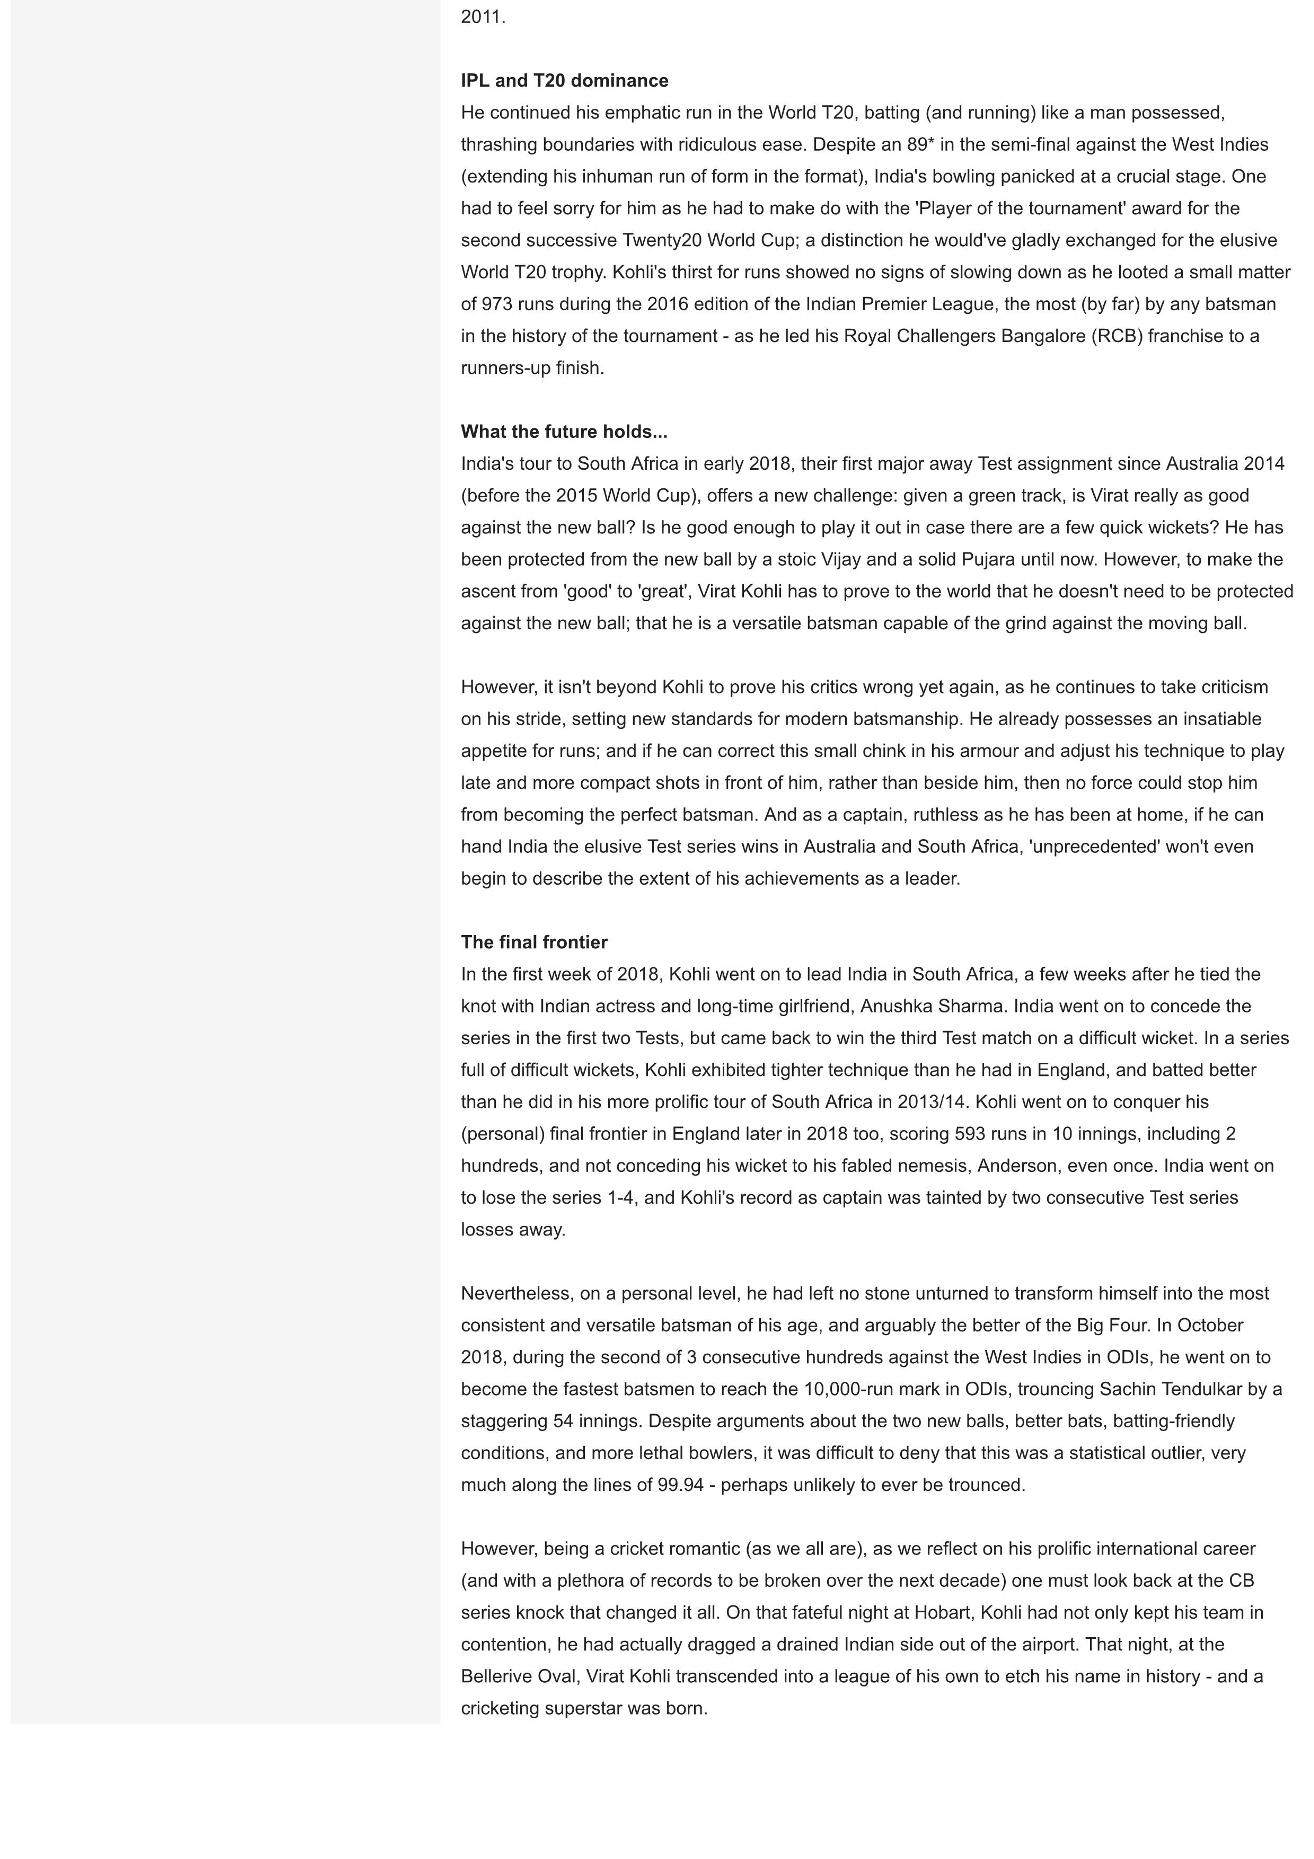 2011.
IPL and T20 dominance
He continued his emphatic run in the World T20, batting (and running) like a man possessed,
thrashing boundaries with ridiculous ease. Despite an 89* in the semi-final against the West Indies
(extending his inhuman run of form in the format), India's bowling panicked at a crucial stage. One
had to feel sorry for him as he had to make do with the 'Player of the tournament' award for the
second successive Twenty20 World Cup; a distinction he would've gladly exchanged for the elusive
World T20 trophy. Kohli's thirst for runs showed no signs of slowing down as he looted a small matter
of 973 runs during the 2016 edition of the Indian Premier League, the most (by far) by any batsman
in the history of the tournament - as he led his Royal Challengers Bangalore (RCB) franchise to a
runners-up finish.
What the future holds...
India's tour to South Africa in early 2018, their first major away Test assignment since Australia 2014
(before the 2015 World Cup), offers a new challenge: given a green track, is Virat really as good
against the new ball? Is he good enough to play it out in case there are a few quick wickets? He has
been protected from the new ball by a stoic Vijay and a solid Pujara until now. However, to make the
ascent from 'good' to 'great', Virat Kohli has to prove to the world that he doesn't need to be protected
against the new ball; that he is a versatile batsman capable of the grind against the moving ball.
However, it isn't beyond Kohli to prove his critics wrong yet again, as he continues to take criticism
on his stride, setting new standards for modern batsmanship. He already possesses an insatiable
appetite for runs; and if he can correct this small chink in his armour and adjust his technique to play
late and more compact shots in front of him, rather than beside him, then no force could stop him
from becoming the perfect batsman. And as a captain, ruthless as he has been at home, if he can
hand India the elusive Test series wins in Australia and South Africa, 'unprecedented' won't even
begin to describe the extent of his achievements as a leader.
The final frontier
In the first week of 2018, Kohli went on to lead India in South Africa, a few weeks after he tied the
knot with Indian actress and long-time girlfriend, Anushka Sharma. India went on to concede the
series in the first two Tests, but came back to win the third Test match on a difficult wicket. In a series
full of difficult wickets, Kohli exhibited tighter technique than he had in England, and batted better
than he did in his more prolific tour of South Africa in 2013/14. Kohli went on to conquer his
(personal) final frontier in England later in 2018 too, scoring 593 runs in 10 innings, including 2
hundreds, and not conceding his wicket to his fabled nemesis, Anderson, even once. India went on
to lose the series 1-4, and Kohli's record as captain was tainted by two consecutive Test series
losses away.
Nevertheless, on a personal level, he had left no stone unturned to transform himself into the most
consistent and versatile batsman of his age, and arguably the better of the Big Four. In October
2018, during the second of 3 consecutive hundreds against the West Indies in ODIs, he went on to
become the fastest batsmen to reach the 10,000-run mark in ODIs, trouncing Sachin Tendulkar by a
staggering 54 innings. Despite arguments about the two new balls, better bats, batting-friendly
conditions, and more lethal bowlers, it was difficult to deny that this was a statistical outlier, very
much along the lines of 99.94 - perhaps unlikely to ever be trounced.
However, being a cricket romantic (as we all are), as we reflect on his prolific international career
(and with a plethora of records to be broken over the next decade) one must look back at the CB
series knock that changed it all. On that fateful night at Hobart, Kohli had not only kept his team in
contention, he had actually dragged a drained Indian side out of the airport. That night, at the
Bellerive Oval, Virat Kohli transcended into a league of his own to etch his name in history - and a
cricketing superstar was born.